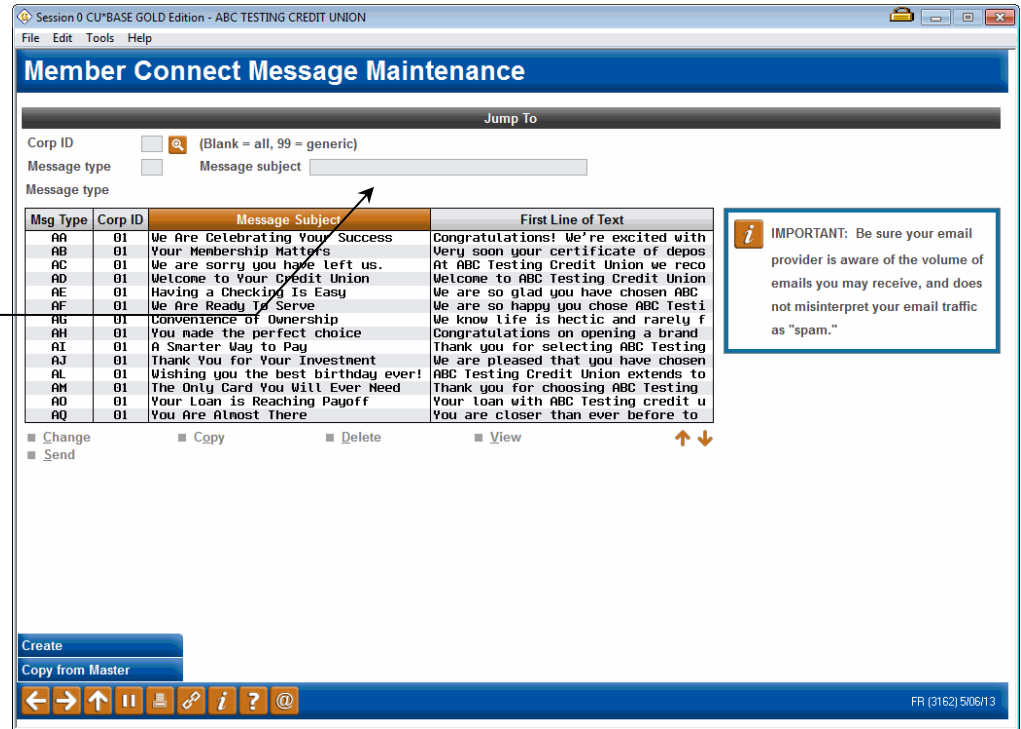 Session 0 CU*BASE GOLD Edition - ABC TESTING CREDIT UNION
File Edit Tools Help
Member Connect Message Maintenance
Jump To
Corp ID (Blank = all, 99 = generic)
Message type Message subject
Message type
Msg Type Corp ID Message Subject First Line of Text
AA 01 We Are Celebrating Your Success Congratulations! We're excited with
AB 01 Your Membership Matters Very soon your certificate of depos
AC 01 We are sorry you have left us. At ABC Testing Credit Union we reco
AD 01 Welcome to Your Credit Union Welcome to ABC Testing Credit Union
AE 01 Having a Checking Is Easy We are so glad you have chosen ABC
AF 01 We Are Ready To Serve We are so happy you chose ABC Testi
AG 01 Convenience of Ownership We know life is hectic and rarely f
AH 01 You made the perfect choice Congratulations on opening a brand
AI 01 A Smarter Way to Pay Thank you for selecting ABC Testing
AJ 01 Thank You for Your Investment We are pleased that you have chosen
AL 01 Wishing you the best birthday ever! ABC Testing Credit Union extends to
AM 01 The Only Card You Will Ever Need Thank you for choosing ABC Testing
AO 01 Your Loan is Reaching Payoff Your loan with ABC Testing credit u
AQ 01 You Are Almost There You are closer than ever before to
IMPORTANT: Be sure your email
provider is aware of the volume of
emails you may receive, and does
not misinterpret your email traffic
as "spam."
Change Copy Delete View
Send
Create
Copy from Master
FR (3162) 5/06/13